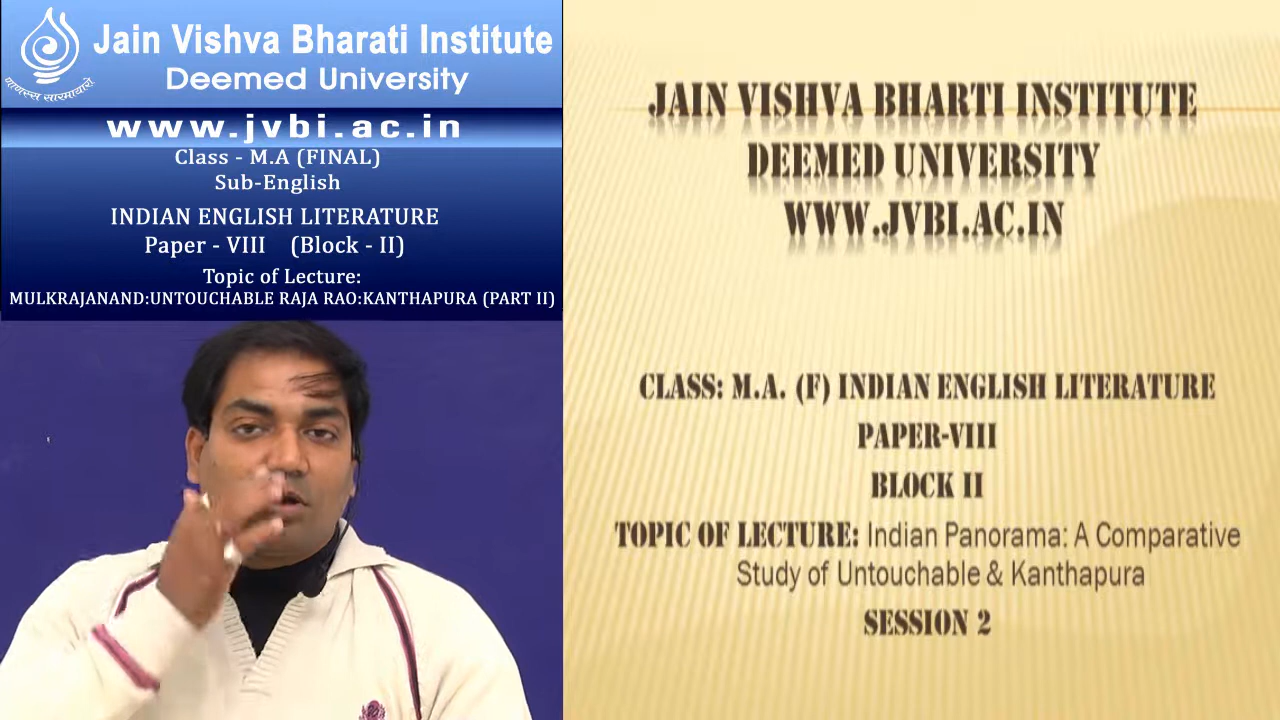 Jain Vishva Bharati Institute
Deemed University
णाणस्स सारमायारो
www.jvbi.ac.in
Class - M.A (FINAL)
Sub-English
INDIAN ENGLISH LITERATURE
Paper - VIII (Block - II)
Topic of Lecture:
MULKRAJANAND:UNTOUCHABLE RAJA RAO:KANTHAPURA (PART II)
JAIN VISHVA BHARTI INSTITUTE
DEEMED UNIVERSITY
WWW.JVBI.AC.IN
CLASS: M.A. (F) INDIAN ENGLISH LITERATURE
PAPER-VIII
BLOCK II
TOPIC OF LECTURE: Indian Panorama: A Comparative
Study of Untouchable & Kanthapura
SESSION 2